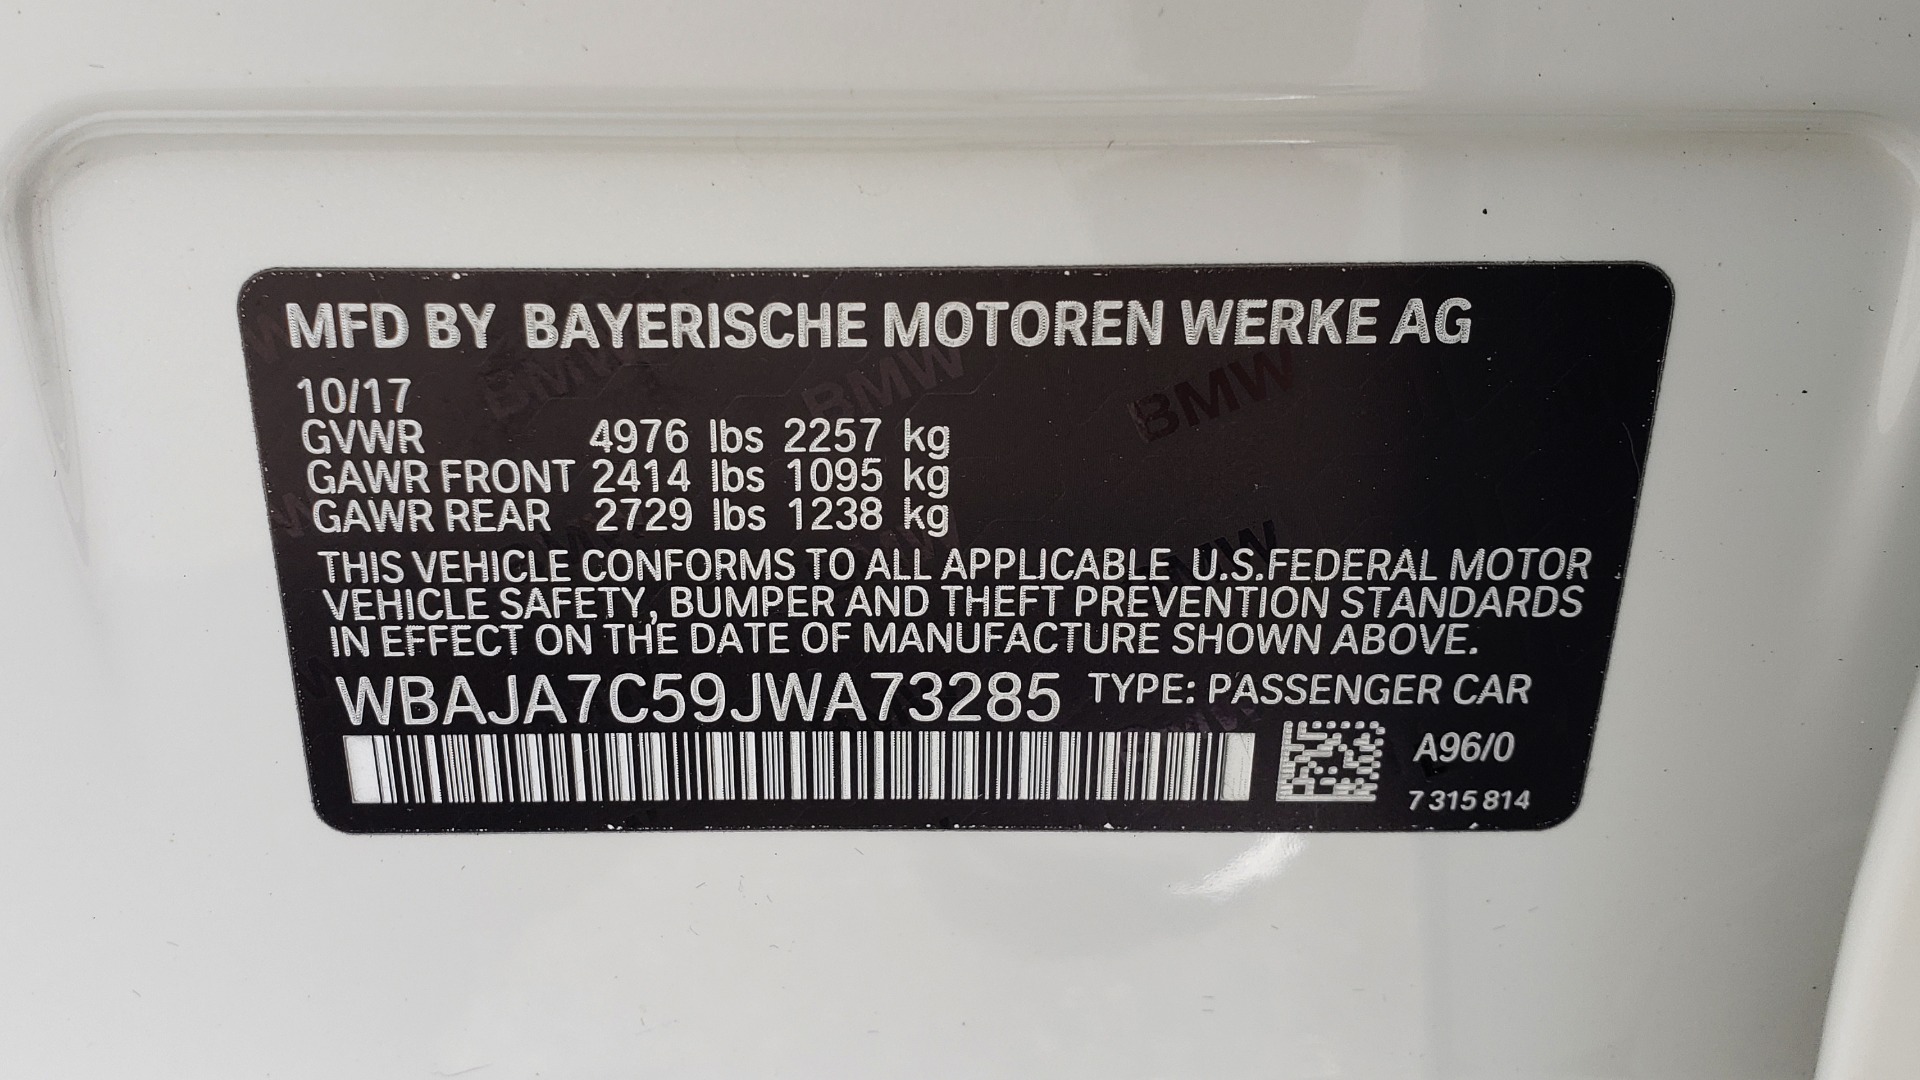 MFD BY BAYERISCHE MOTOREN WERKE AG
10/17
GVWR 4976 lbs 2257 kg
GAWR FRONT 2414 lbs 1095 kg
GAWR REAR 2729 lbs 1238 kg
THIS VEHICLE CONFORMS TO ALL APPLICABLE U.S.FEDERAL MOTOR
VEHICLE SAFETY, BUMPER AND THEFT PREVENTION STANDARDS
IN EFFECT ON THE DATE OF MANUFACTURE SHOWN ABOVE.
WBAJA7C59JWA73285 TYPE: PASSENGER CAR
A96/0
7 315 814
BMW
BMW
BMW